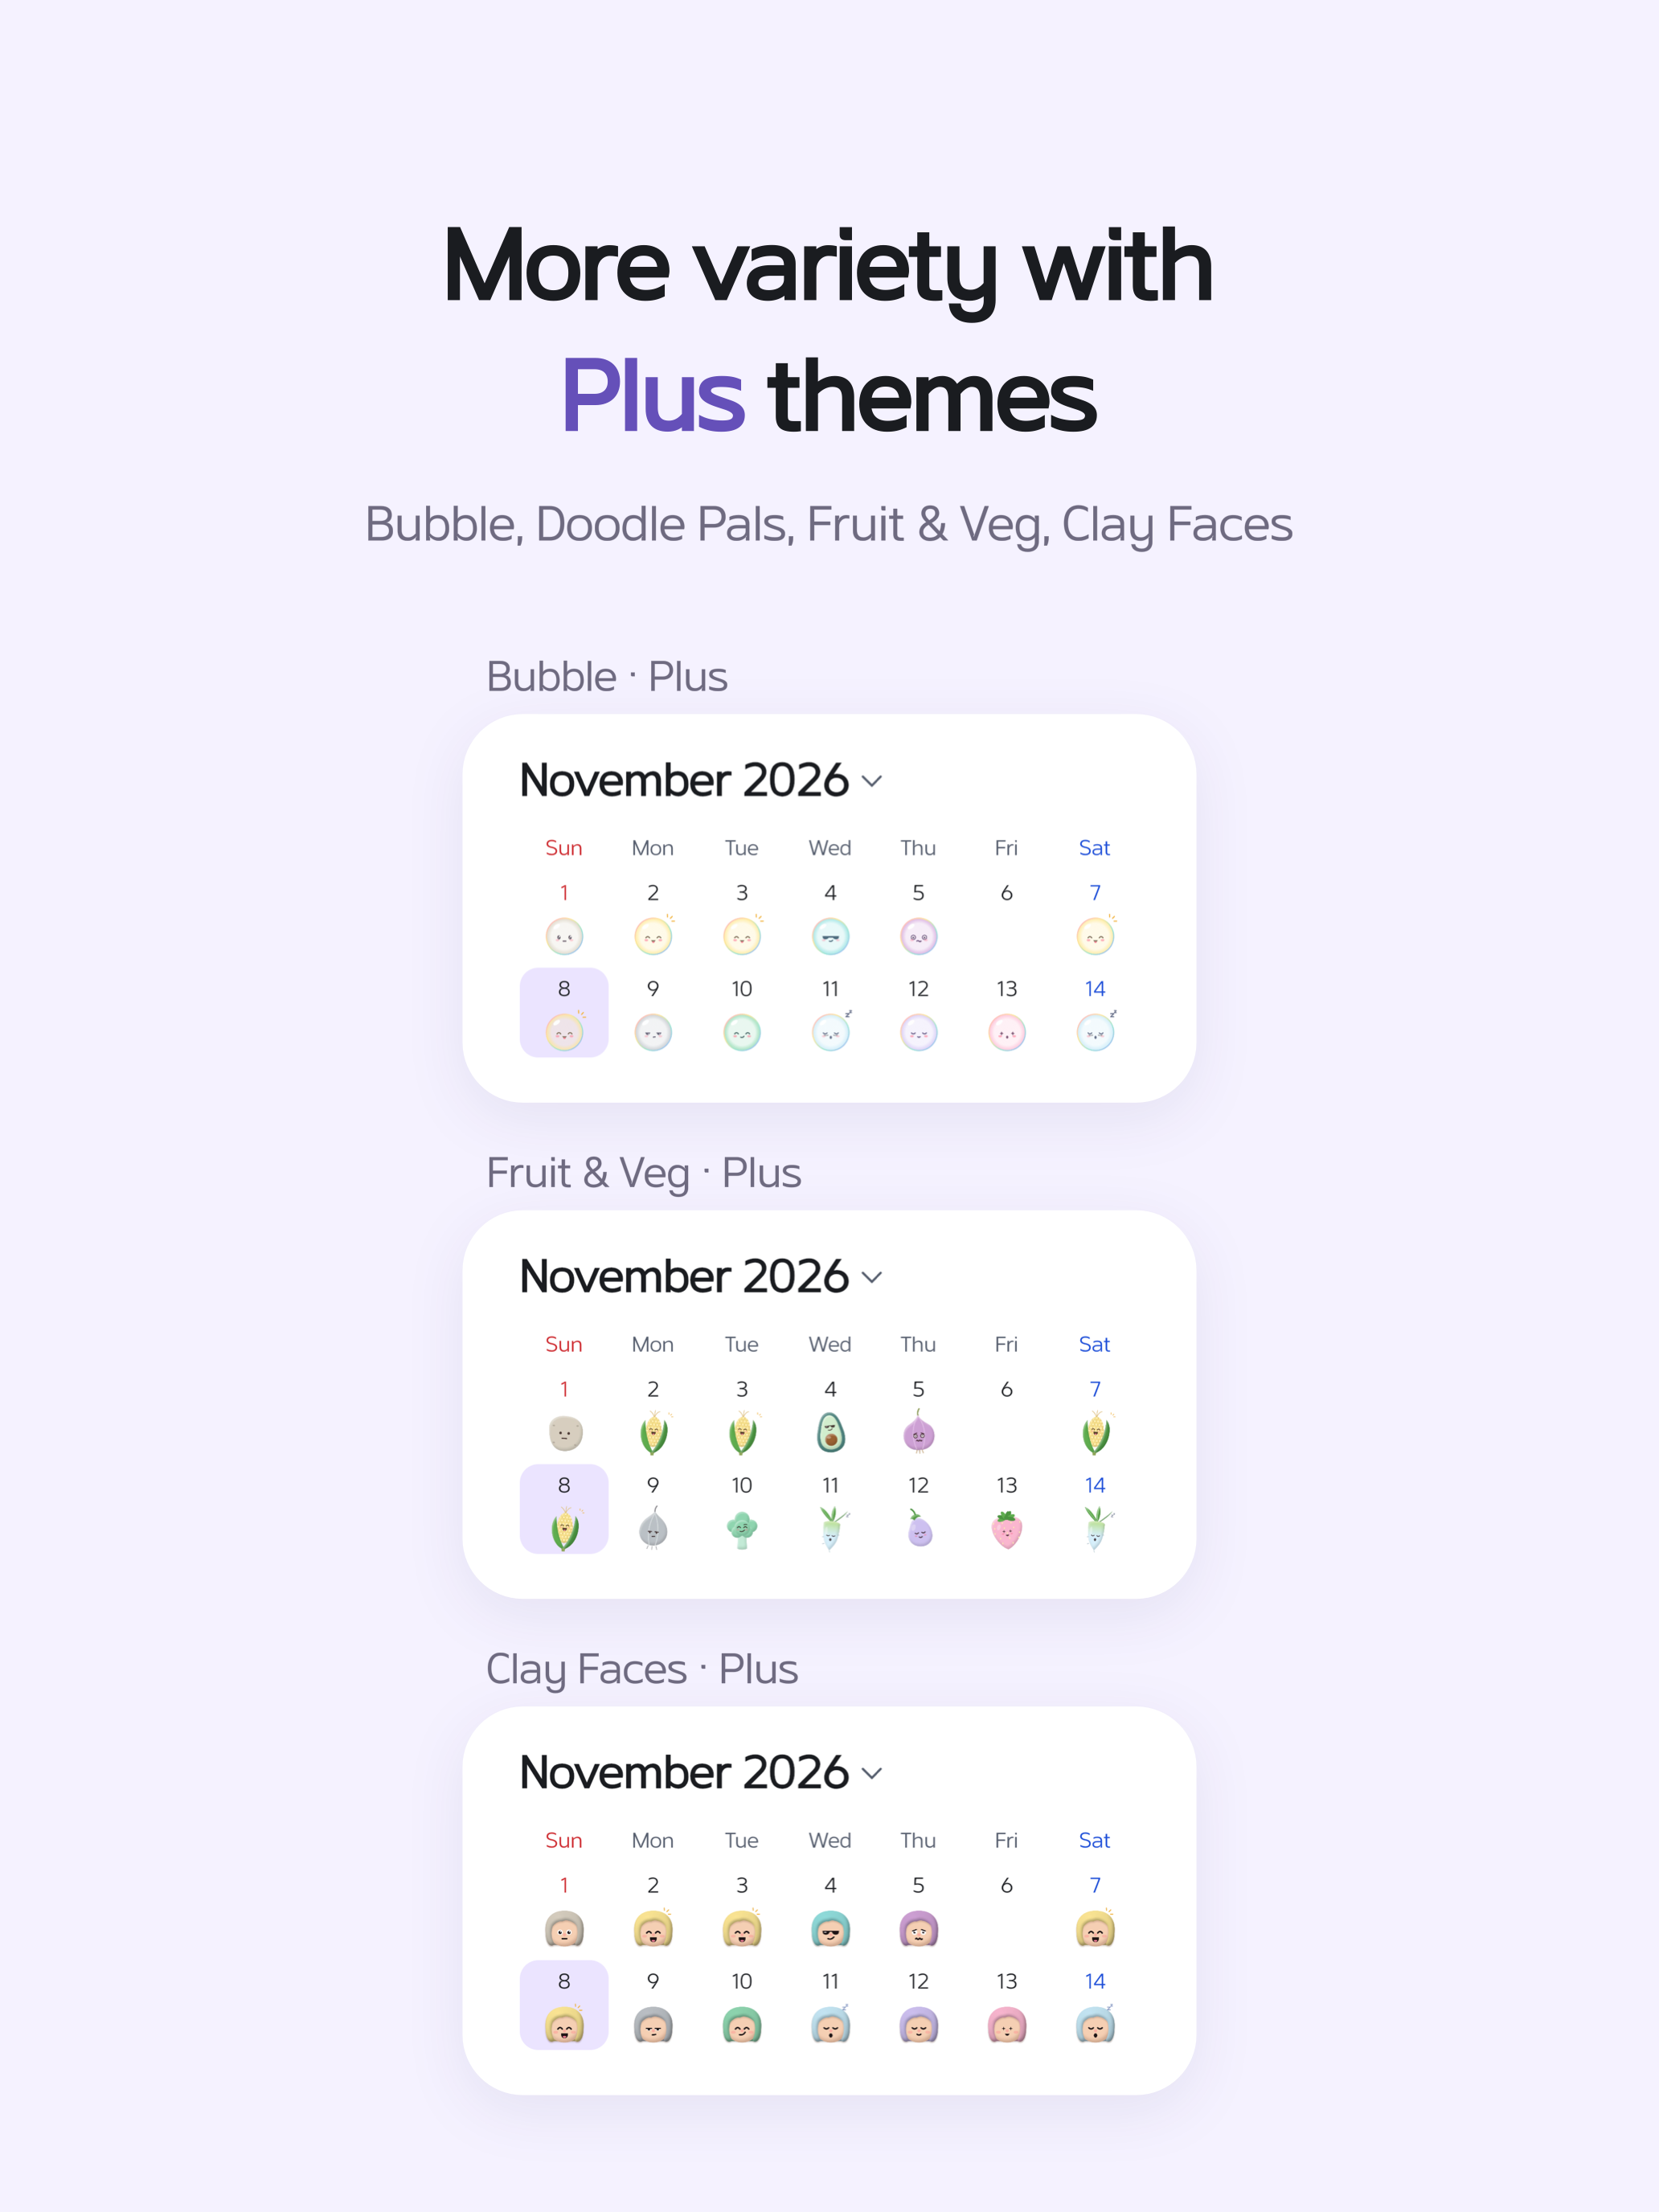 More variety with
Plus themes
Bubble, Doodle Pals, Fruit & Veg, Clay Faces
Bubble · Plus
November 2026
Sun Mon Tue Wed Thu Fri Sat
1 2 3 4 5 6 7
8 9 10 11 12 13 14
Fruit & Veg · Plus
November 2026
Sun Mon Tue Wed Thu Fri Sat
1 2 3 4 5 6 7
8 9 10 11 12 13 14
Clay Faces · Plus
November 2026
Sun Mon Tue Wed Thu Fri Sat
1 2 3 4 5 6 7
8 9 10 11 12 13 14